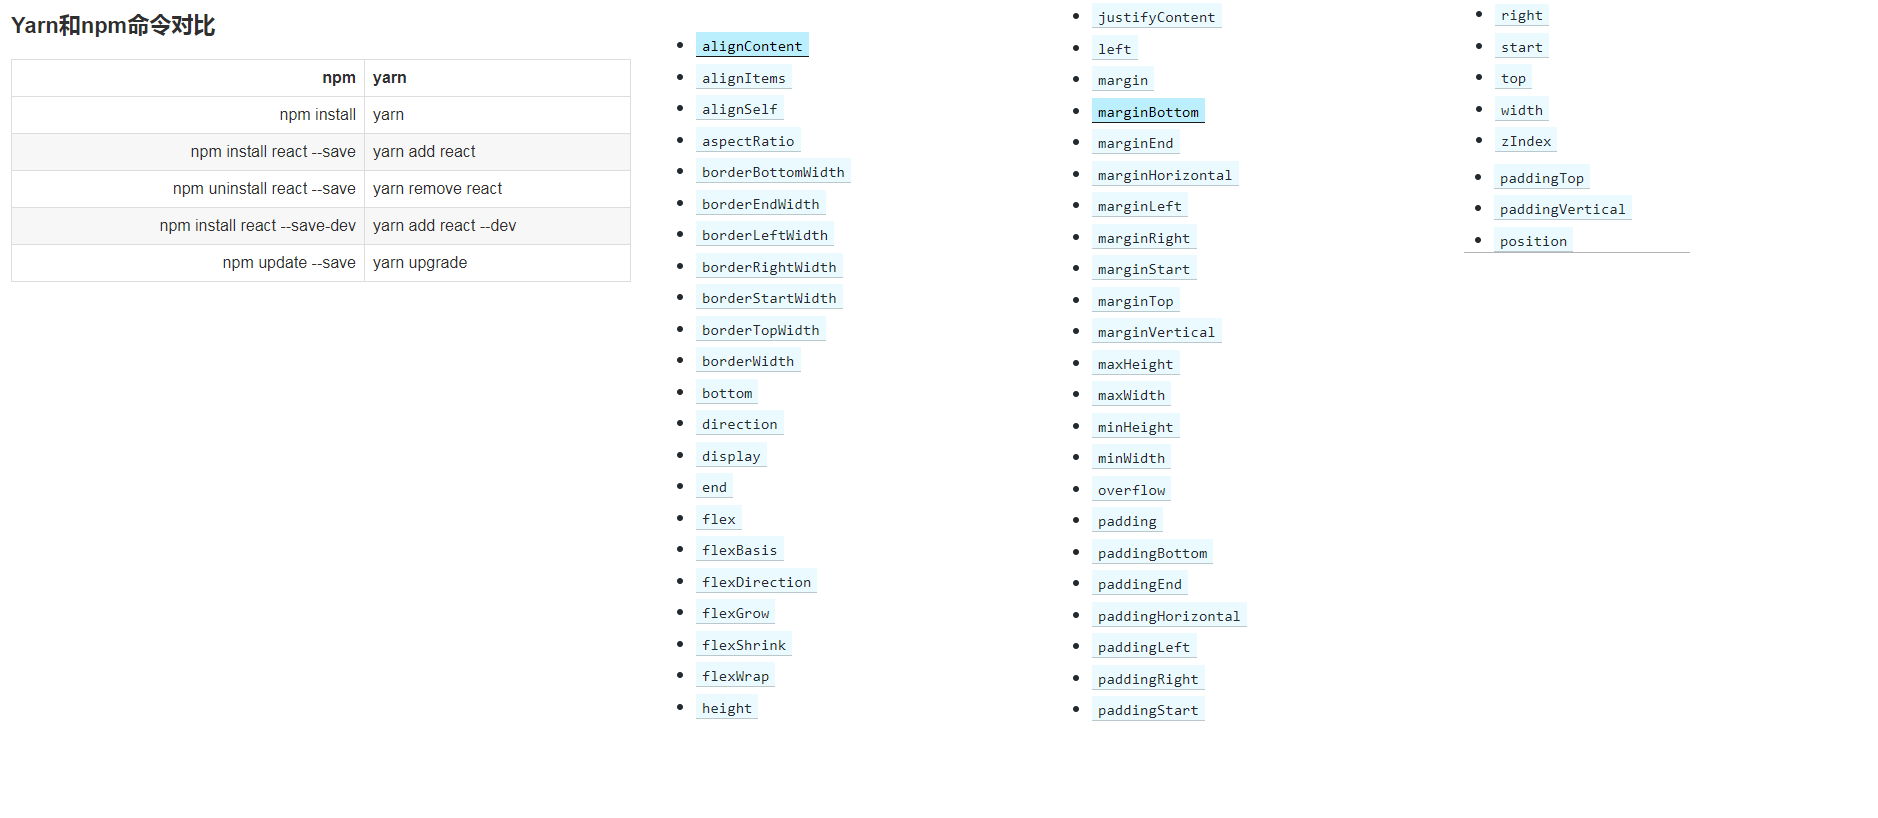 Yarn和npm命令对比
npm yarn
npm install yarn
npm install react --save yarn add react
npm uninstall react --save yarn remove react
npm install react --save-dev yarn add react --dev
npm update --save yarn upgrade
alignContent
alignItems
alignSelf
aspectRatio
borderBottomWidth
borderEndWidth
borderLeftWidth
borderRightWidth
borderStartWidth
borderTopWidth
borderWidth
bottom
direction
display
end
flex
flexBasis
flexDirection
flexGrow
flexShrink
flexWrap
height
justifyContent
left
margin
marginBottom
marginEnd
marginHorizontal
marginLeft
marginRight
marginStart
marginTop
marginVertical
maxHeight
maxWidth
minHeight
minWidth
overflow
padding
paddingBottom
paddingEnd
paddingHorizontal
paddingLeft
paddingRight
paddingStart
right
start
top
width
zIndex
paddingTop
paddingVertical
position